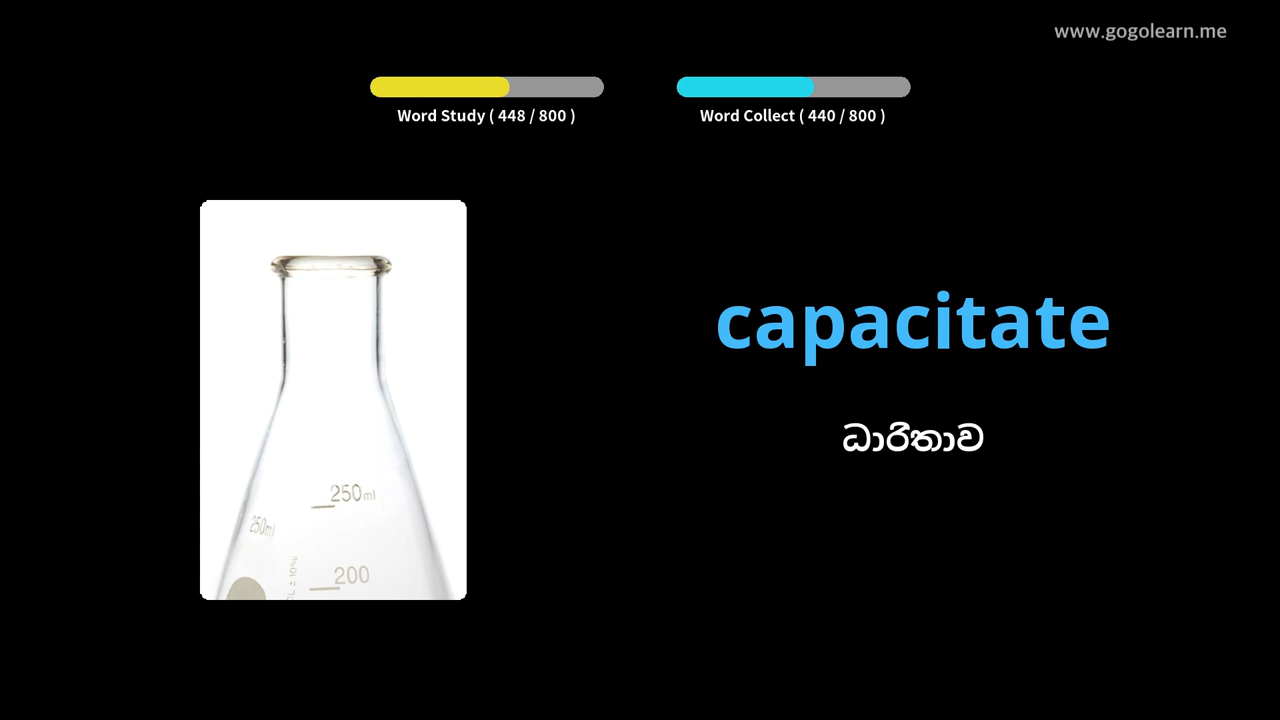 www.gogolearn.me
Word Study ( 448 / 800 )
Word Collect ( 440 / 800 )
capacitate
ධාරිතාව
250ml
250ml
200